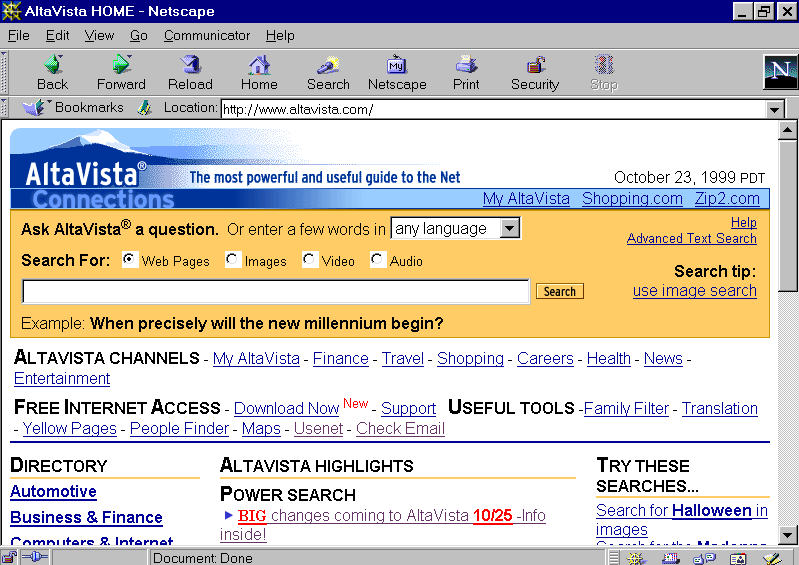 AltaVista HOME - Netscape
File Edit View Go Communicator Help
Back Forward Reload Home Search Netscape Print Security Stop
My
N
Bookmarks Location: http://www.altavista.com/
AltaVista® The most powerful and useful guide to the Net October 23, 1999 PDT
Connections My AltaVista Shopping.com Zip2.com
Ask AltaVista® a question. Or enter a few words in any language Help
Advanced Text Search
Search For: Web Pages Images Video Audio
Search tip:
Search use image search
Example: When precisely will the new millennium begin?
ALTAVISTA CHANNELS - My AltaVista - Finance - Travel - Shopping - Careers - Health - News -
Entertainment
FREE INTERNET ACCESS - Download Now New - Support USEFUL TOOLS -Family Filter - Translation
- Yellow Pages - People Finder - Maps - Usenet - Check Email
DIRECTORY
Automotive
Business & Finance
Computers & Internet
ALTAVISTA HIGHLIGHTS
POWER SEARCH
BIG changes coming to AltaVista 10/25 -Info
inside!
TRY THESE
SEARCHES...
Search for Halloween in
images
Search for the Madonna
Document: Done